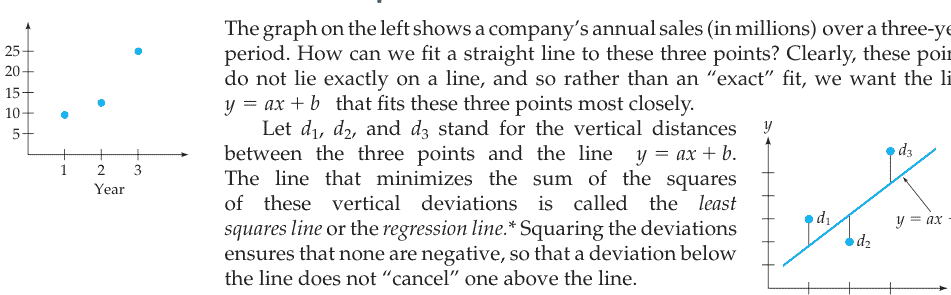 The graph on the left shows a company's annual sales (in millions) over a three-ye
period. How can we fit a straight line to these three points? Clearly, these poin
do not lie exactly on a line, and so rather than an "exact" fit, we want the li
y = ax + b that fits these three points most closely.
Let d₁, d₂, and d₃ stand for the vertical distances
between the three points and the line y = ax + b.
The line that minimizes the sum of the squares
of these vertical deviations is called the least
squares line or the regression line.* Squaring the deviations
ensures that none are negative, so that a deviation below
the line does not "cancel" one above the line.
25
20
15
10
5
1 2 3
Year
y
d₃
d₁
y = ax +
d₂